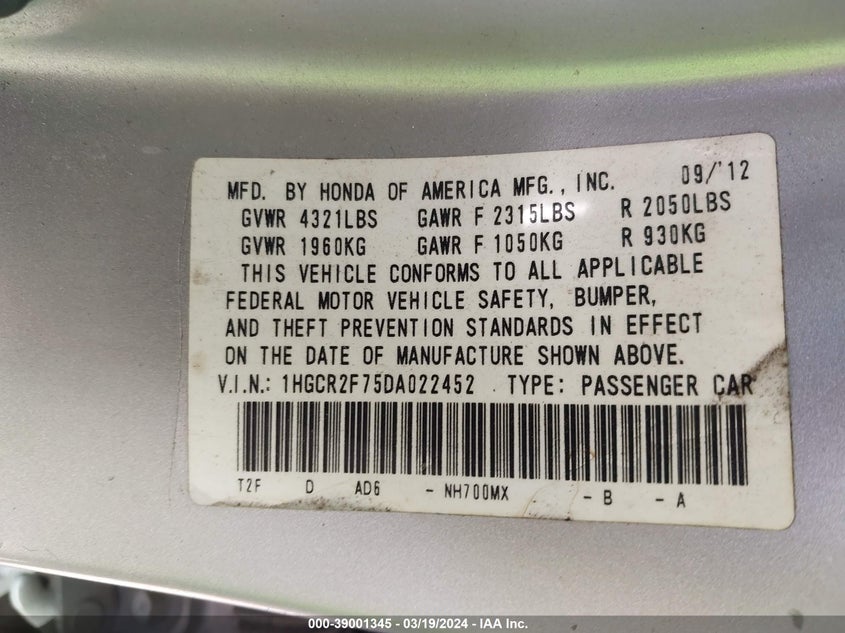 MFD. BY HONDA OF AMERICA MFG., INC. 09/'12
GVWR 4321LBS GAWR F 2315LBS R 2050LBS
GVWR 1960KG GAWR F 1050KG R 930KG
THIS VEHICLE CONFORMS TO ALL APPLICABLE
FEDERAL MOTOR VEHICLE SAFETY, BUMPER,
AND THEFT PREVENTION STANDARDS IN EFFECT
ON THE DATE OF MANUFACTURE SHOWN ABOVE.
V.I.N.: 1HGCR2F75DA022452 TYPE: PASSENGER CAR
T2F D AD6 - NH700MX - B - A
000-39001345 - 03/19/2024 - IAA Inc.